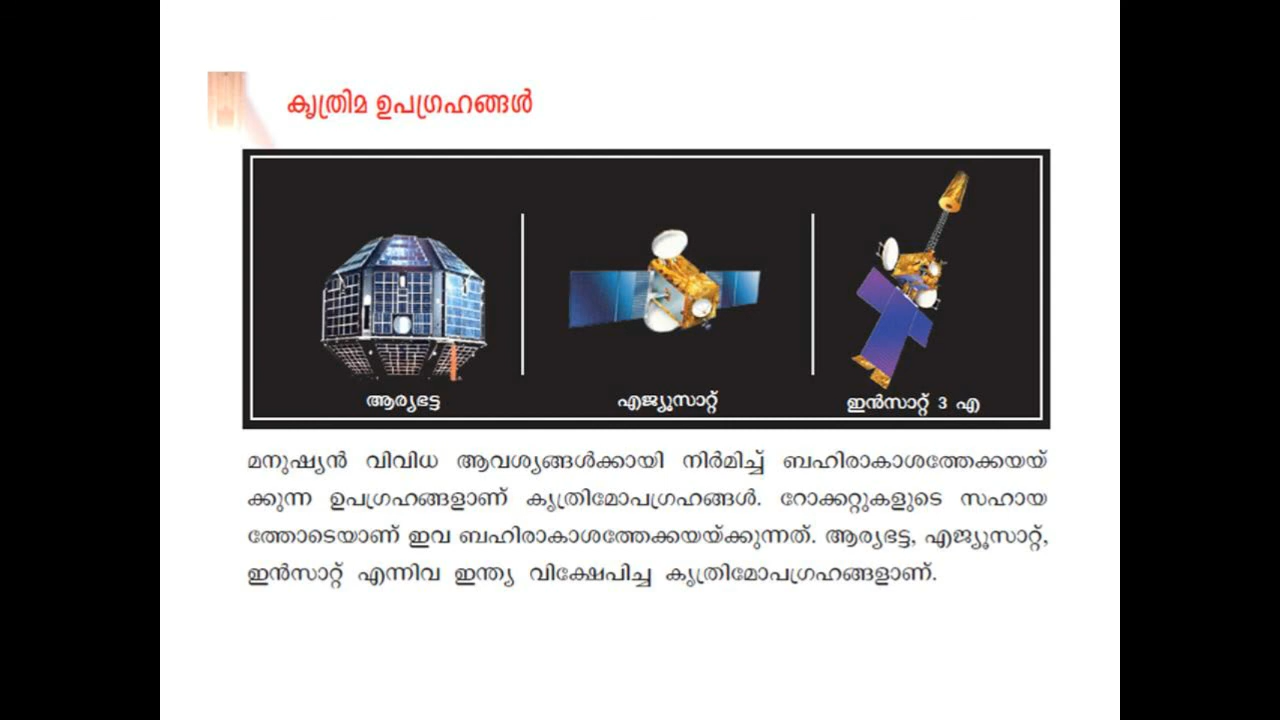 കൃത്രിമ ഉപഗ്രഹങ്ങൾ
ആര്യഭട്ട
എജ്യൂസാറ്റ്
ഇൻസാറ്റ് 3 എ
മനുഷ്യൻ വിവിധ ആവശ്യങ്ങൾക്കായി നിർമിച്ച് ബഹിരാകാശത്തേക്കയയ്
ക്കുന്ന ഉപഗ്രഹങ്ങളാണ് കൃത്രിമോപഗ്രഹങ്ങൾ. റോക്കറ്റുകളുടെ സഹായ
ത്തോടെയാണ് ഇവ ബഹിരാകാശത്തേക്കയയ്ക്കുന്നത്. ആര്യഭട്ട, എജ്യൂസാറ്റ്,
ഇൻസാറ്റ് എന്നിവ ഇന്ത്യ വിക്ഷേപിച്ച കൃത്രിമോപഗ്രഹങ്ങളാണ്.